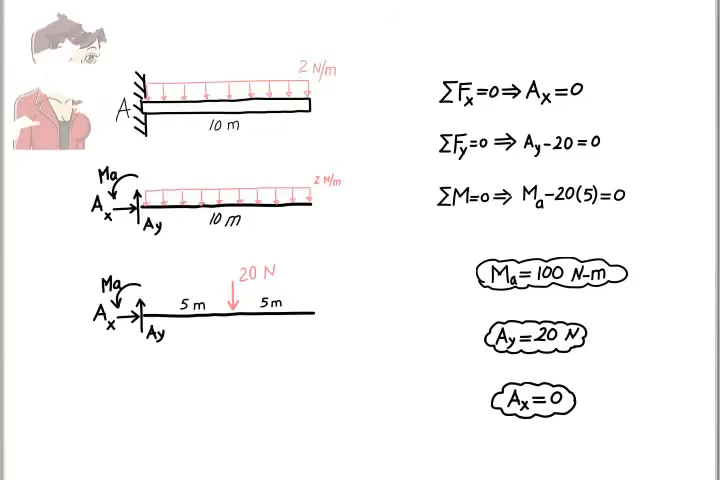 2 N/m
A
10 m
Ma
2 N/m
Ax
Ay
10 m
20 N
Ma
5 m
5m
Ax
Ay
ΣFx=0⇒Ax=0
ΣFy=0⇒Ay-20=0
ΣM=0⇒Ma-20(5)=0
Ma=100 N-m
Ay=20 N
Ax=0